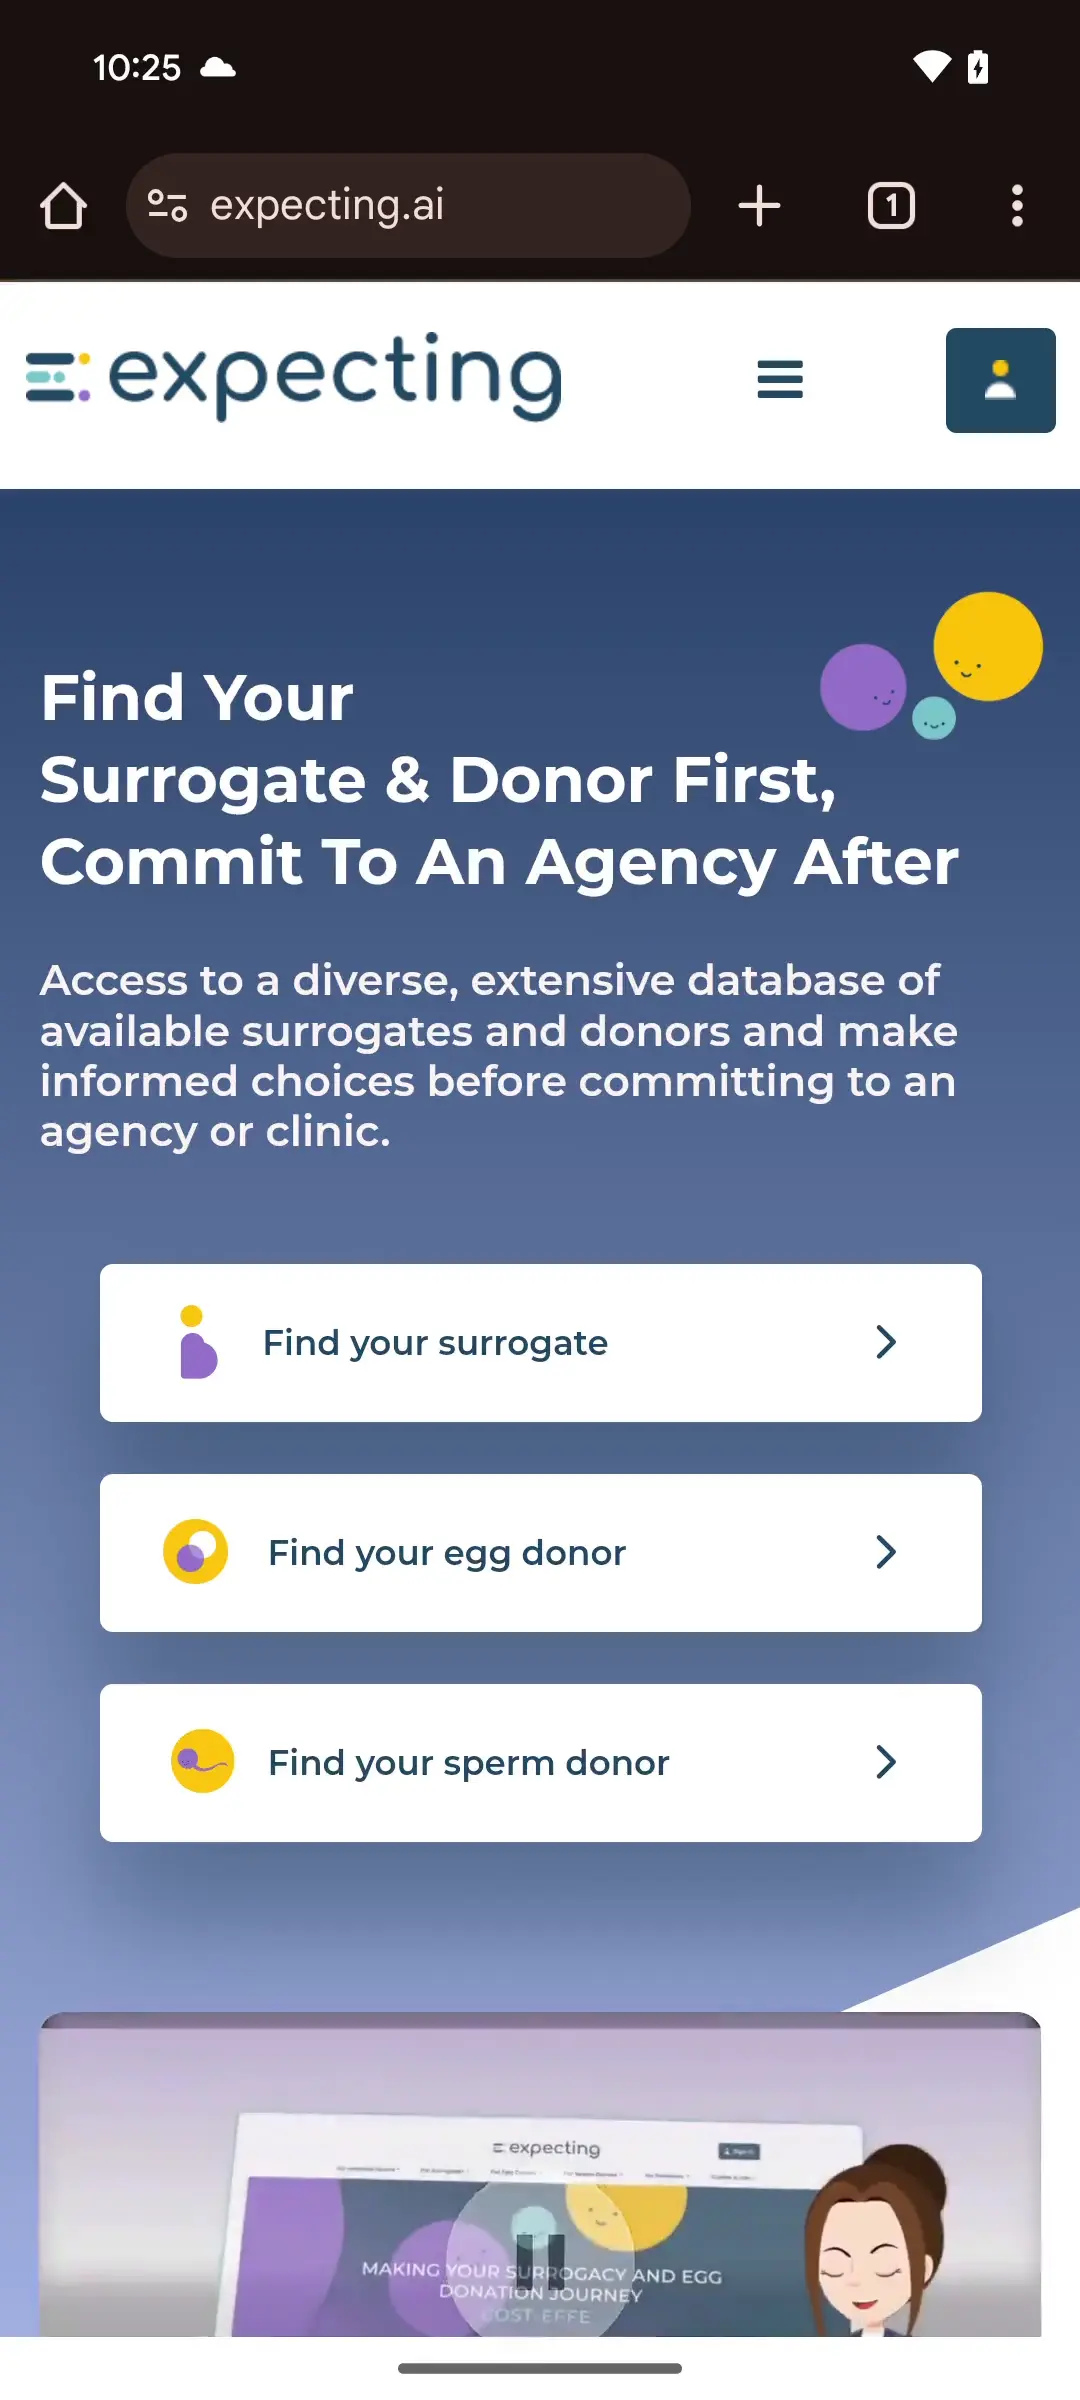 10:25
expecting.ai
1
expecting
Find Your
Surrogate & Donor First,
Commit To An Agency After
Access to a diverse, extensive database of
available surrogates and donors and make
informed choices before committing to an
agency or clinic.
Find your surrogate
Find your egg donor
Find your sperm donor
expecting
MAKING YOUR SURROGACY AND EGG
DONATION JOURNEY
COST-EFFE